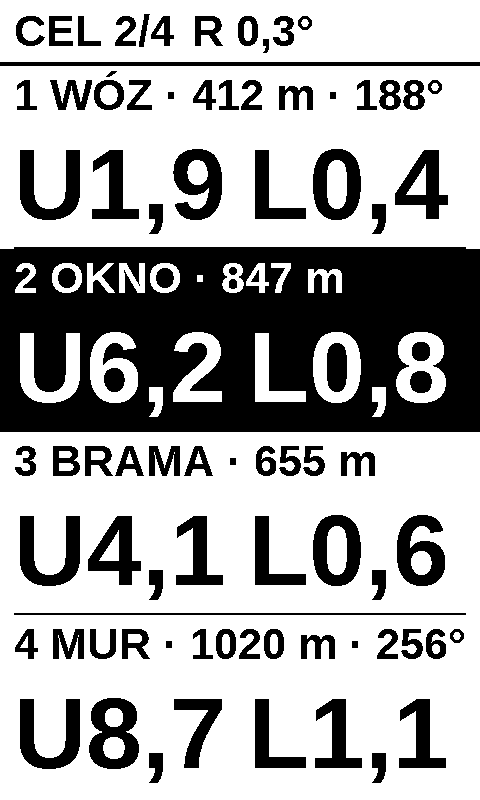 CEL 2/4 R 0,3°
1 WÓZ · 412 m · 188°
U1,9 L0,4
2 OKNO · 847 m
U6,2 L0,8
3 BRAMA · 655 m
U4,1 L0,6
4 MUR · 1020 m · 256°
U8,7 L1,1